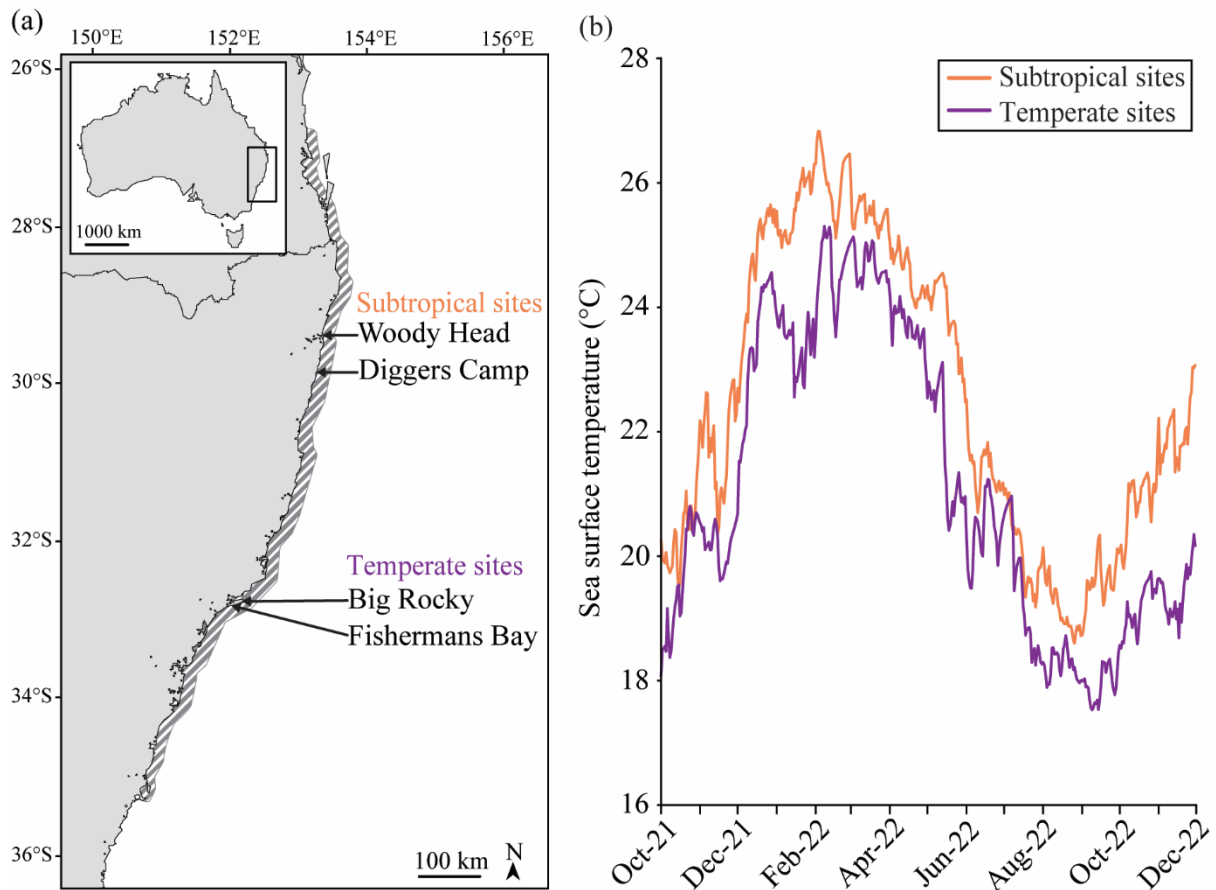 (a)
150°E 152°E 154°E 156°E
26°S
28°S
30°S
32°S
34°S
36°S
1000 km
Subtropical sites
Woody Head
Diggers Camp
Temperate sites
Big Rocky
Fishermans Bay
100 km
N
(b)
Subtropical sites
Temperate sites
Sea surface temperature (°C)
28
26
24
22
20
18
16
Oct-21 Dec-21 Feb-22 Apr-22 Jun-22 Aug-22 Oct-22 Dec-22